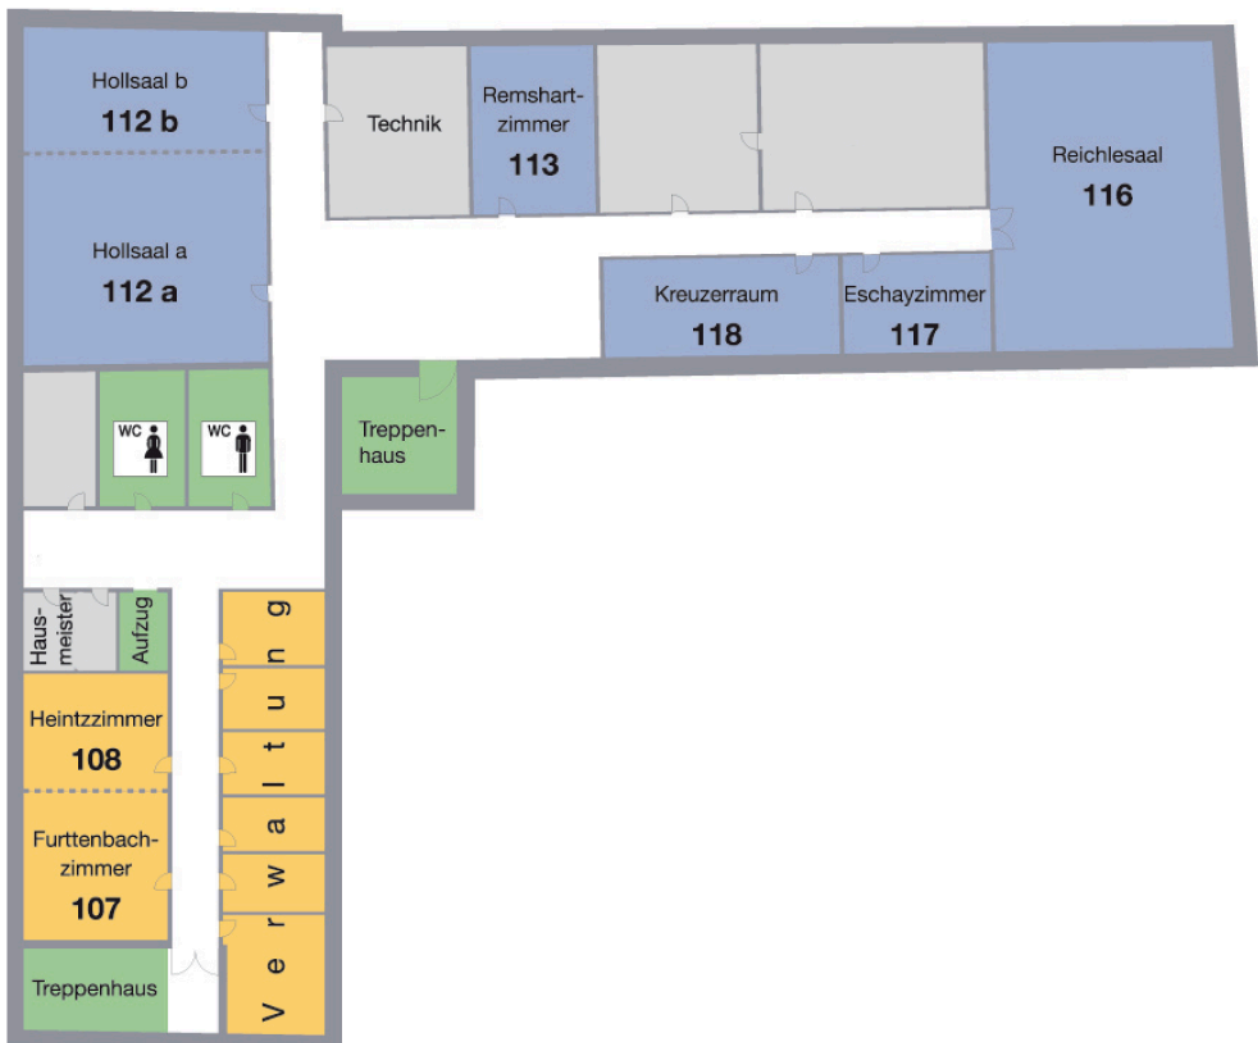 Hollsaal b
112 b
Hollsaal a
112 a
Technik
Remshart-
zimmer
113
Reichlesaal
116
Kreuzerraum
118
Eschayzimmer
117
WC
WC
Treppen-
haus
Haus-
meister
Aufzug
Heintzzimmer
108
Furttenbach-
zimmer
107
Verwaltung
Treppenhaus